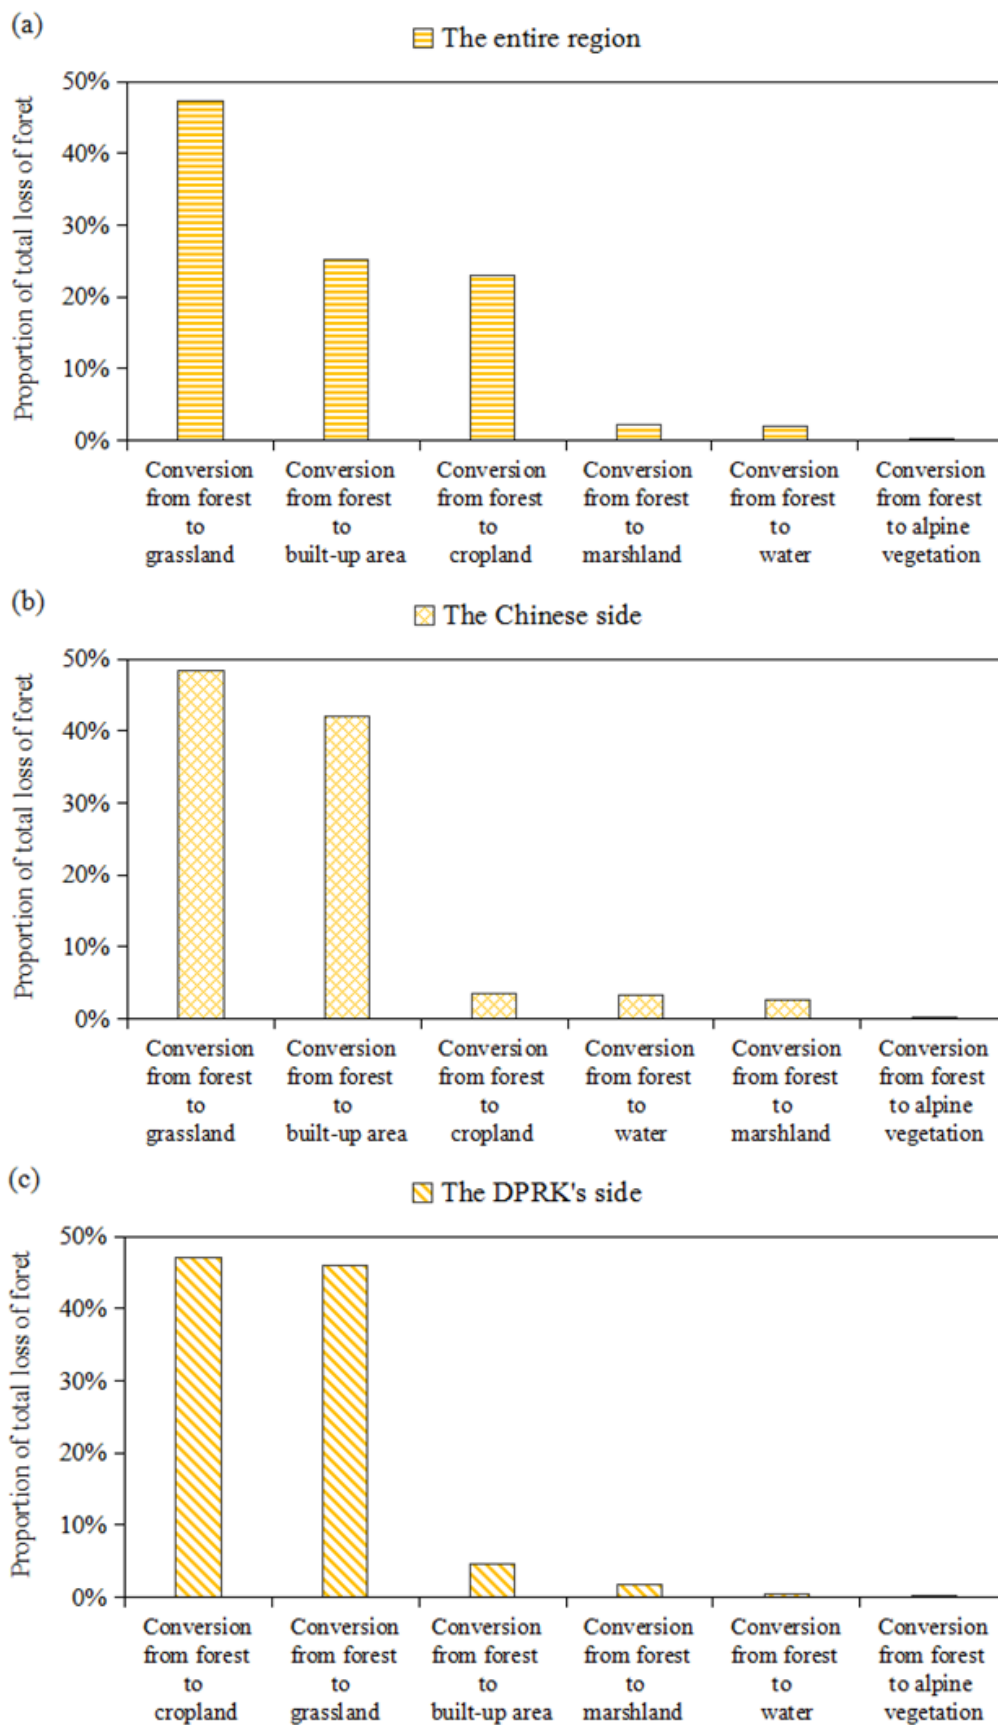 (a)
The entire region
Proportion of total loss of foret
50%
40%
30%
20%
10%
0%
Conversion from forest to grassland
Conversion from forest to built-up area
Conversion from forest to cropland
Conversion from forest to marshland
Conversion from forest to water
Conversion from forest to alpine vegetation
(b)
The Chinese side
Proportion of total loss of foret
50%
40%
30%
20%
10%
0%
Conversion from forest to grassland
Conversion from forest to built-up area
Conversion from forest to cropland
Conversion from forest to water
Conversion from forest to marshland
Conversion from forest to alpine vegetation
(c)
The DPRK's side
Proportion of total loss of foret
50%
40%
30%
20%
10%
0%
Conversion from forest to cropland
Conversion from forest to grassland
Conversion from forest to built-up area
Conversion from forest to marshland
Conversion from forest to water
Conversion from forest to alpine vegetation